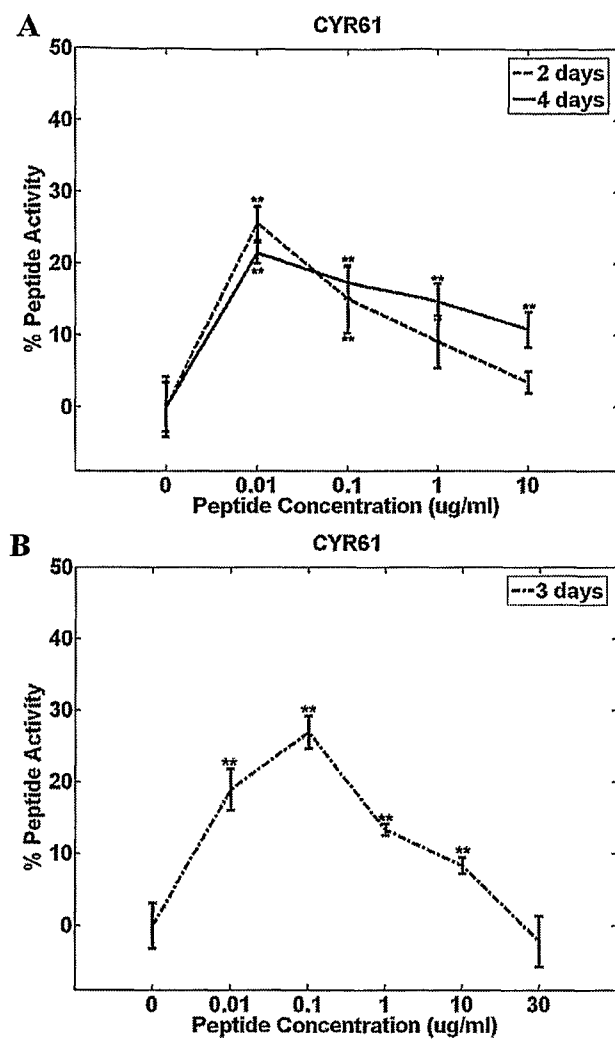 A
CYR61
50
40
30
20
10
0
% Peptide Activity
2 days
4 days
**
**
**
**
**
**
0 0.01 0.1 1 10
Peptide Concentration (ug/ml)
B
CYR61
50
40
30
20
10
0
% Peptide Activity
3 days
**
**
**
**
0 0.01 0.1 1 10 30
Peptide Concentration (ug/ml)